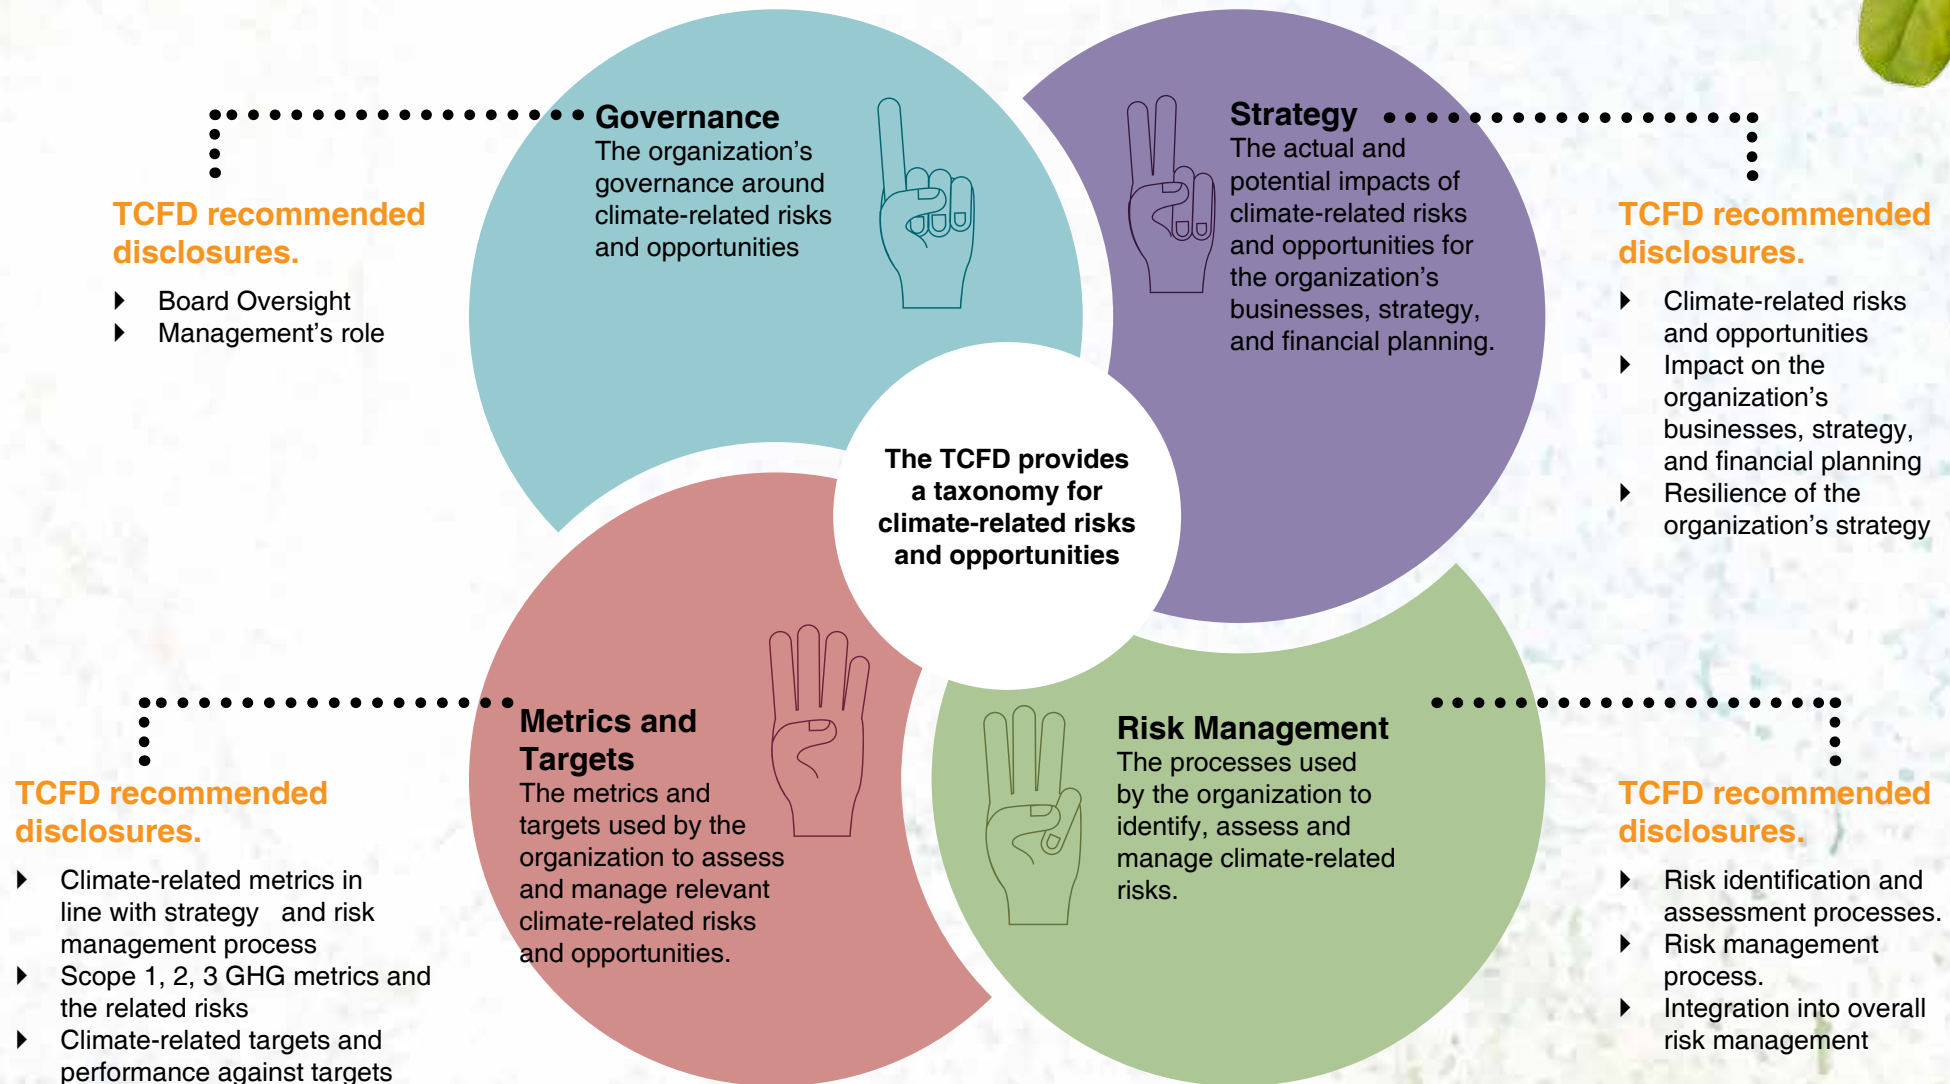 Governance
The organization's
governance around
climate-related risks
and opportunities
TCFD recommended
disclosures.
Board Oversight
Management's role
Strategy
The actual and
potential impacts of
climate-related risks
and opportunities for
the organization's
businesses, strategy,
and financial planning.
TCFD recommended
disclosures.
Climate-related risks
and opportunities
Impact on the
organization's
businesses, strategy,
and financial planning
Resilience of the
organization's strategy
The TCFD provides
a taxonomy for
climate-related risks
and opportunities
Metrics and
Targets
The metrics and
targets used by the
organization to assess
and manage relevant
climate-related risks
and opportunities.
TCFD recommended
disclosures.
Climate-related metrics in
line with strategy and risk
management process
Scope 1, 2, 3 GHG metrics and
the related risks
Climate-related targets and
performance against targets
Risk Management
The processes used
by the organization to
identify, assess and
manage climate-related
risks.
TCFD recommended
disclosures.
Risk identification and
assessment processes.
Risk management
process.
Integration into overall
risk management